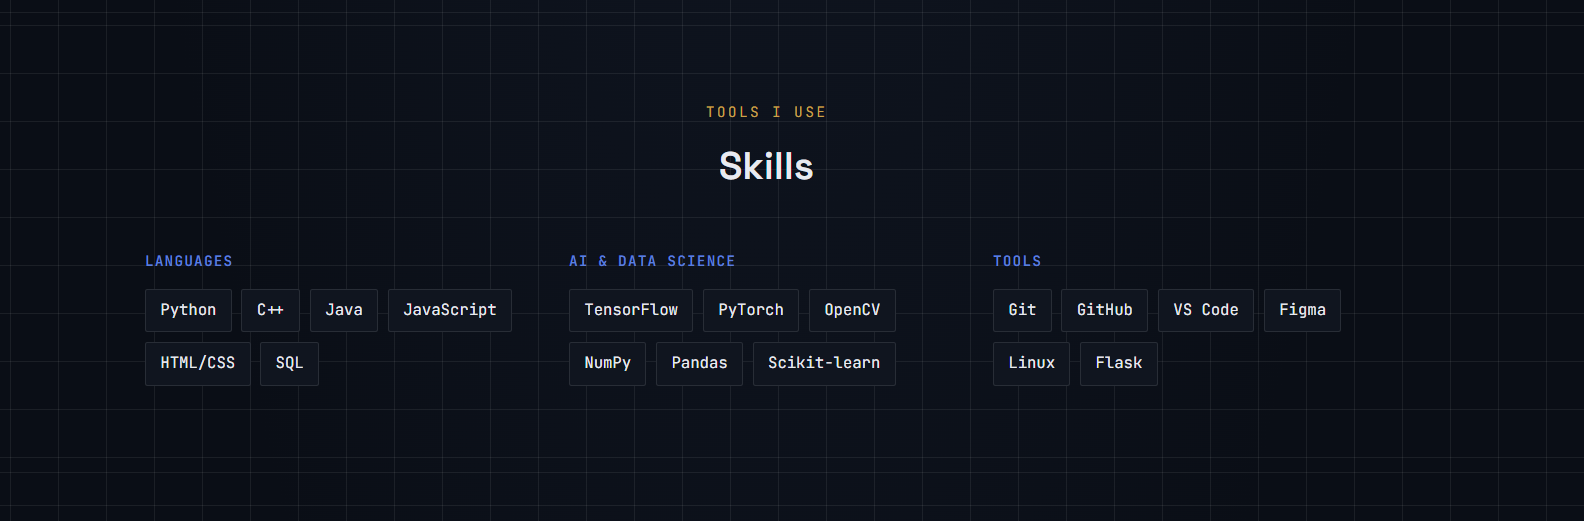 TOOLS I USE
Skills
LANGUAGES
Python C++ Java JavaScript
HTML/CSS SQL
AI & DATA SCIENCE
TensorFlow PyTorch OpenCV
NumPy Pandas Scikit-learn
TOOLS
Git GitHub VS Code Figma
Linux Flask